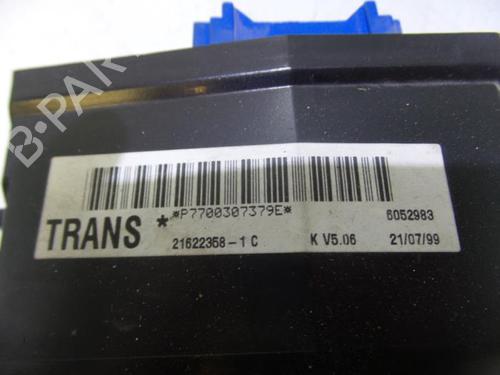 B-PAR
*P7700307379E*
6052983
TRANS *
21622358-1 C K V5.06 21/07/99